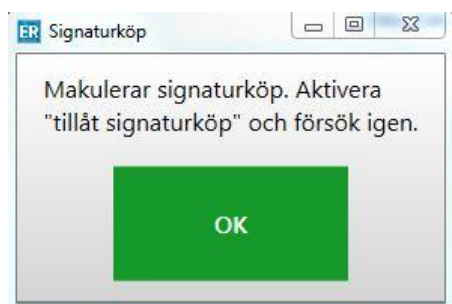 ER Signaturköp
Makulerar signaturköp. Aktivera
"tillåt signaturköp" och försök igen.
OK